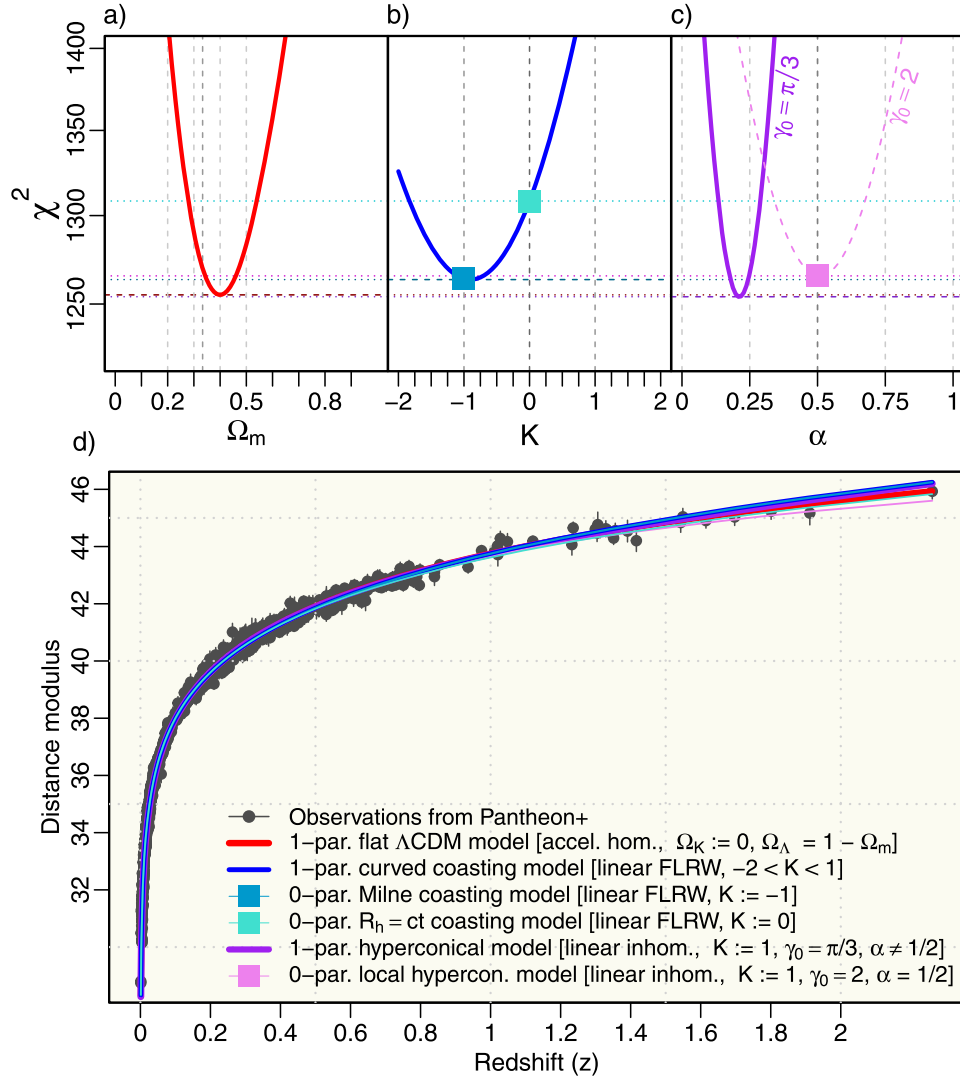 a)
b)
c)
χ²
1400
1350
1300
1250
γ₀ = π/3
γ₀ = 2
0 0.2 0.5 0.8
−2 −1 0 1 2
0 0.25 0.5 0.75 1
Ωₘ
K
α
d)
Distance modulus
46
44
42
40
38
36
34
32
Observations from Pantheon+
1−par. flat ΛCDM model [accel. hom., Ω_K := 0, Ω_Λ = 1 − Ωₘ]
1−par. curved coasting model [linear FLRW, −2 < K < 1]
0−par. Milne coasting model [linear FLRW, K := −1]
0−par. Rₕ = ct coasting model [linear FLRW, K := 0]
1−par. hyperconical model [linear inhom., K := 1, γ₀ = π/3, α ≠ 1/2]
0−par. local hypercon. model [linear inhom., K := 1, γ₀ = 2, α = 1/2]
0 0.2 0.4 0.6 0.8 1 1.2 1.4 1.6 1.8 2
Redshift (z)